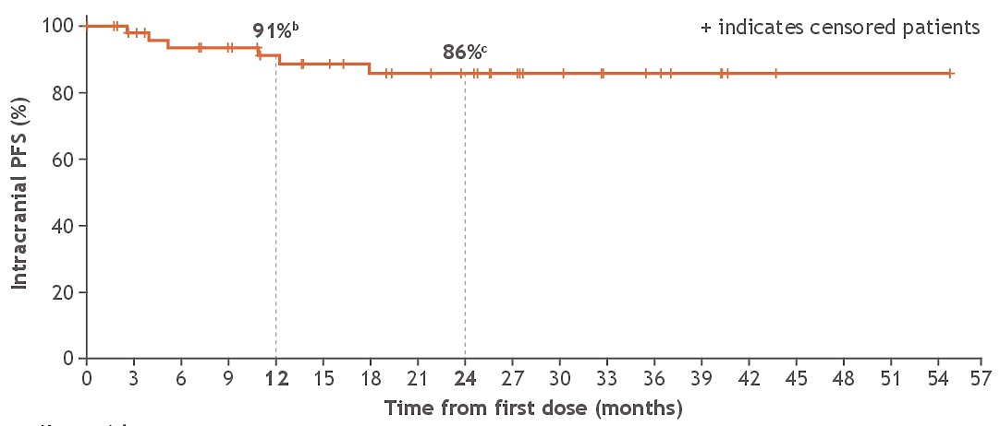 + indicates censored patients
91%ᵇ
86%ᶜ
Intracranial PFS (%)
100
80
60
40
20
0
0 3 6 9 12 15 18 21 24 27 30 33 36 39 42 45 48 51 54 57
Time from first dose (months)